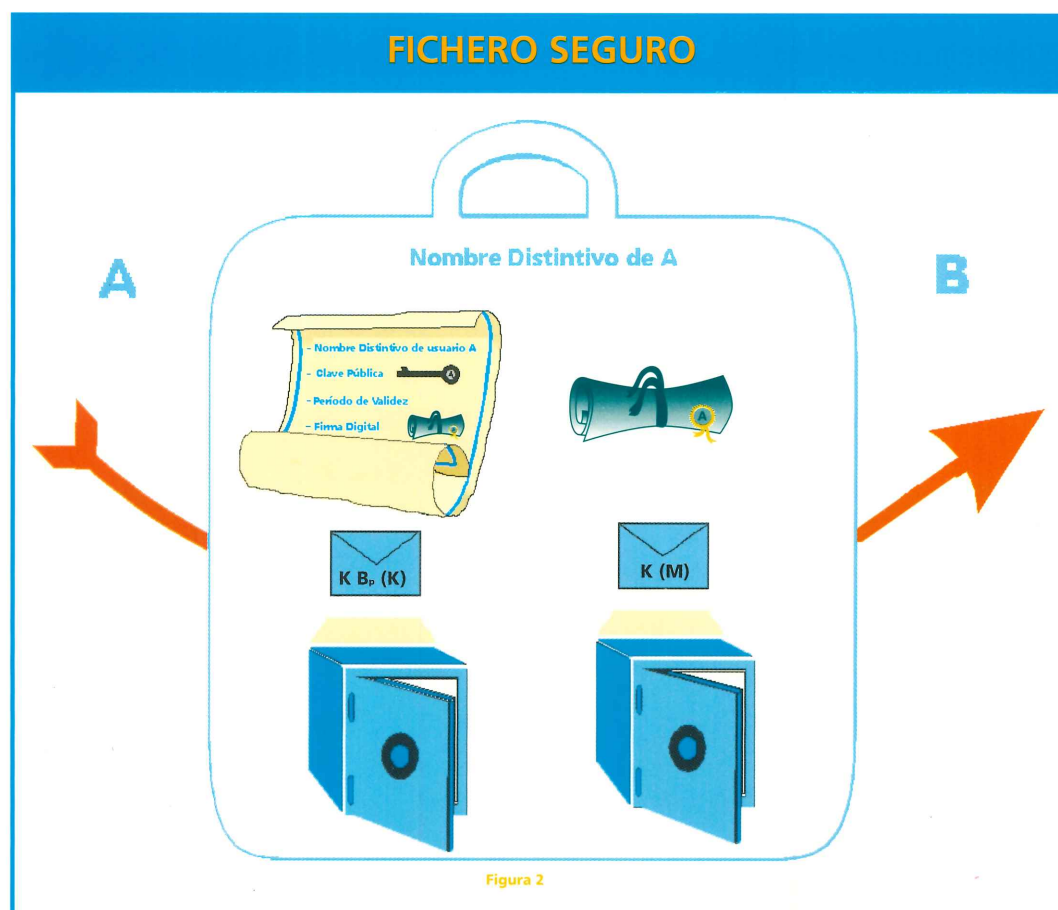 FICHERO SEGURO
A
Nombre Distintivo de A
B
- Nombre Distintivo de usuario A
- Clave Pública
A
- Período de Validez
- Firma Digital
A
K Bₚ (K)
K (M)
Figura 2